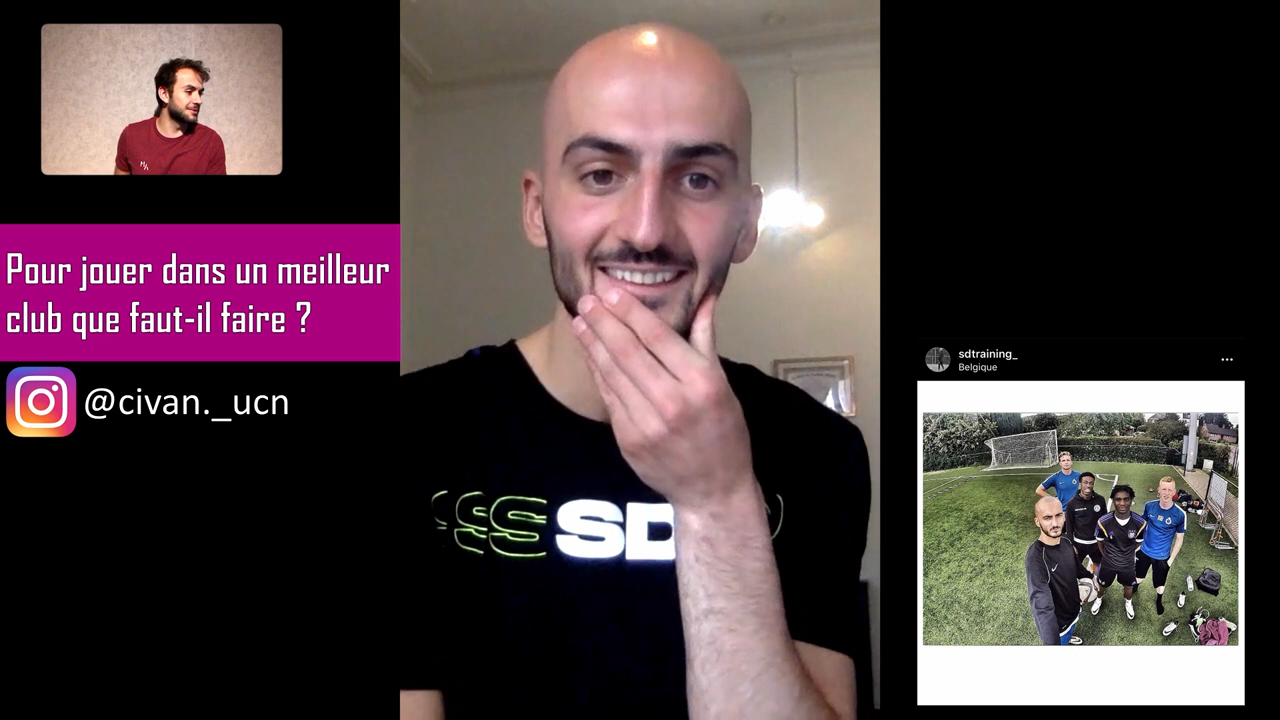 Pour jouer dans un meilleur
club que faut-il faire ?
@civan._ucn
SD
sdtraining_
Belgique